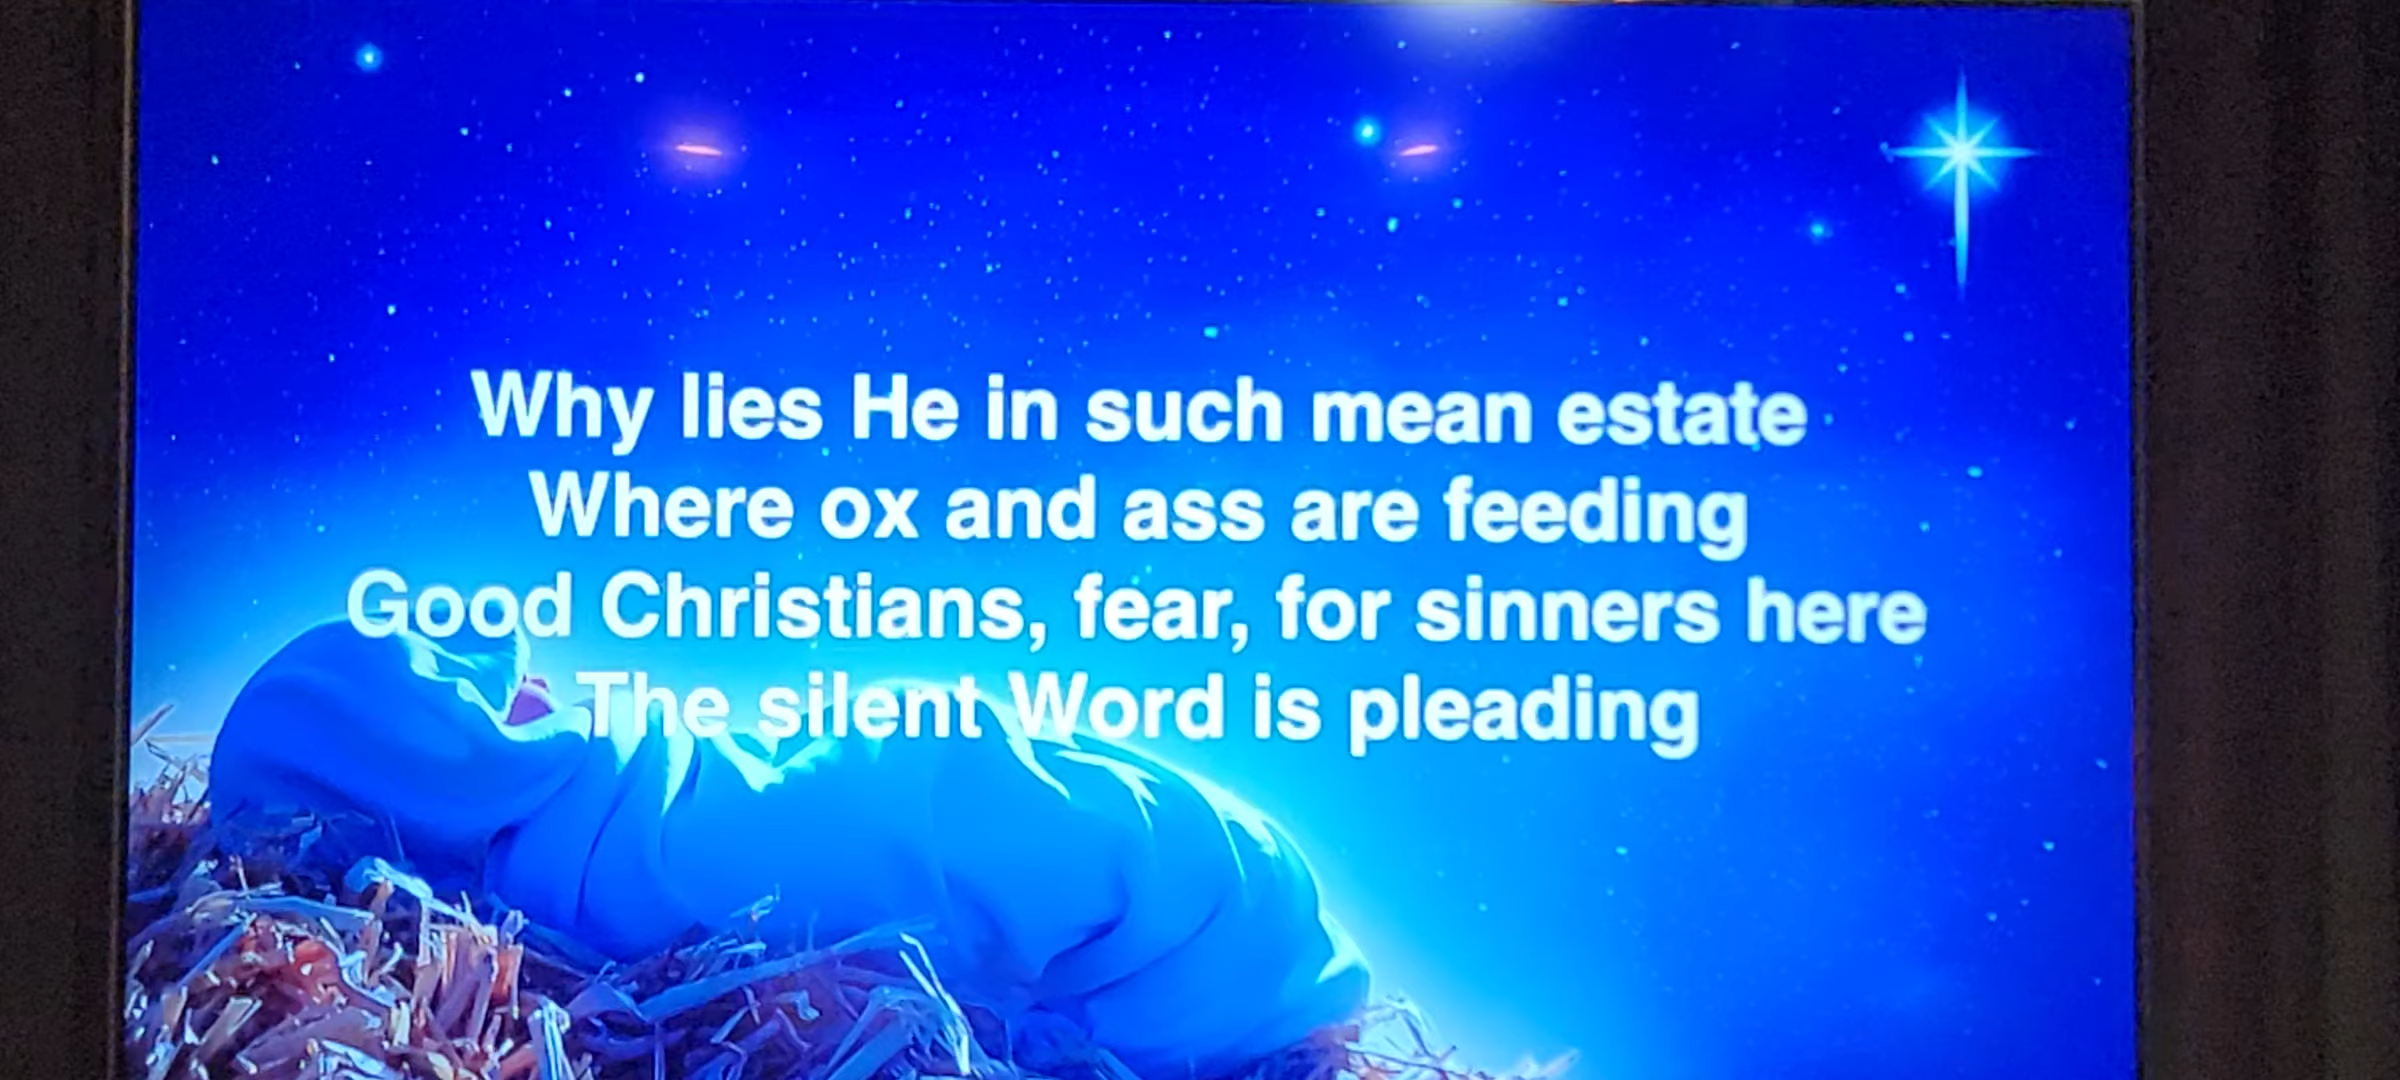 Why lies He in such mean estate
Where ox and ass are feeding
Good Christians, fear, for sinners here
The silent Word is pleading